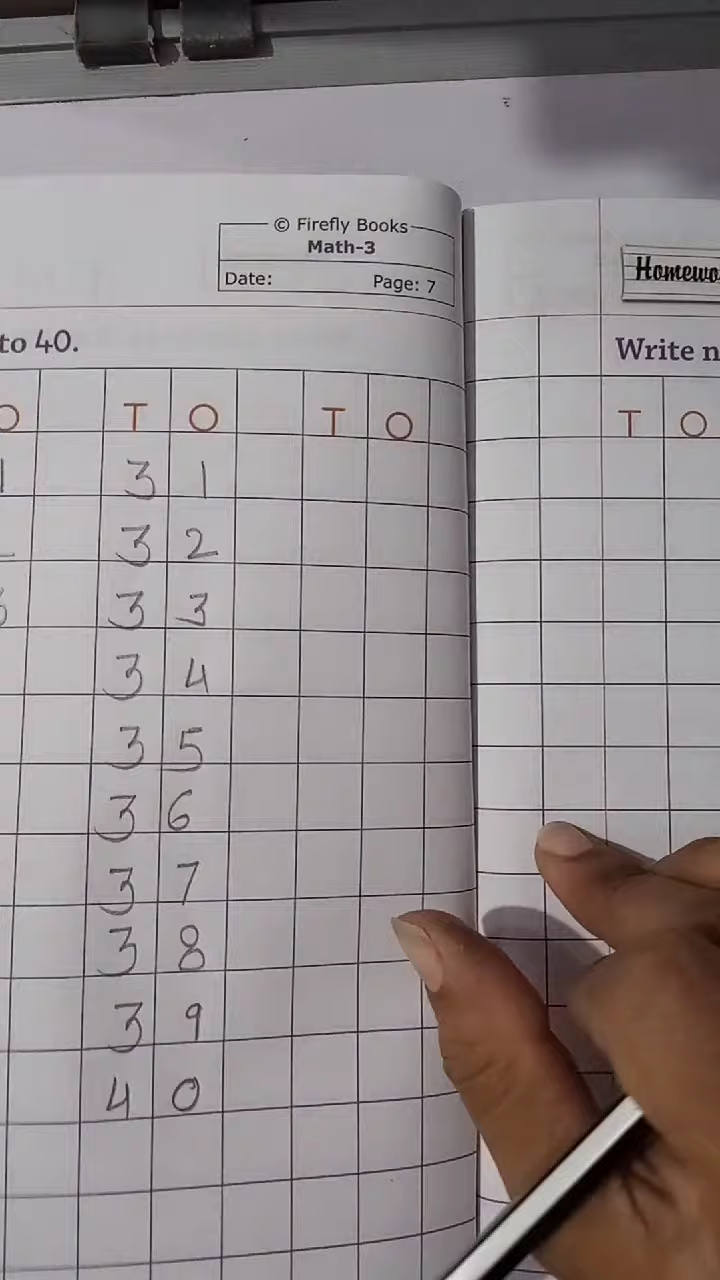 © Firefly Books
Math-3
Date: Page: 7
to 40.
O T O T O
1 3 1
3 2
3 3
3 4
3 5
3 6
3 7
3 8
3 9
4 0
Write
T O